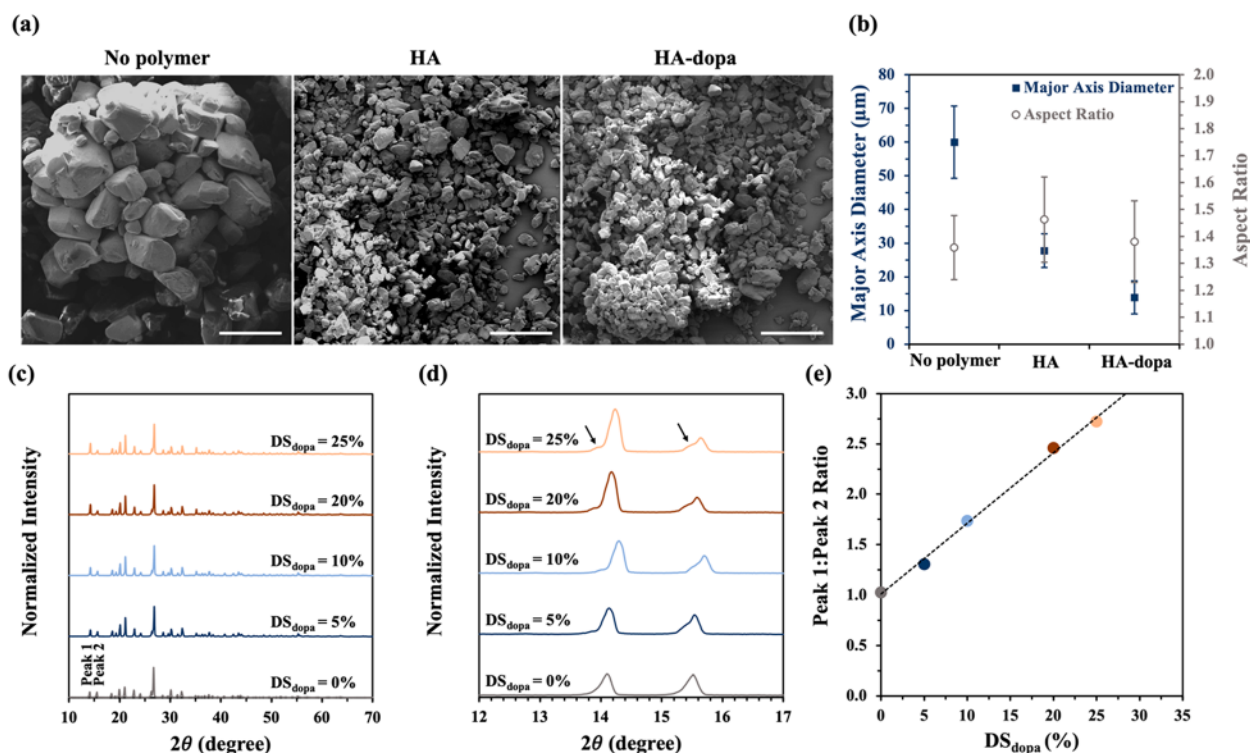 (a)
No polymer
HA
HA-dopa
(b)
80
70
60
50
40
30
20
10
0
Major Axis Diameter (μm)
Major Axis Diameter
Aspect Ratio
2.0
1.9
1.8
1.7
1.6
1.5
1.4
1.3
1.2
1.1
1.0
Aspect Ratio
No polymer
HA
HA-dopa
(c)
Normalized Intensity
DSdopa = 25%
DSdopa = 20%
DSdopa = 10%
DSdopa = 5%
DSdopa = 0%
Peak 1
Peak 2
10 20 30 40 50 60 70
2θ (degree)
(d)
Normalized Intensity
DSdopa = 25%
DSdopa = 20%
DSdopa = 10%
DSdopa = 5%
DSdopa = 0%
12 13 14 15 16 17
2θ (degree)
(e)
Peak 1:Peak 2 Ratio
3.0
2.5
2.0
1.5
1.0
0.5
0.0
0 5 10 15 20 25 30 35
DSdopa (%)